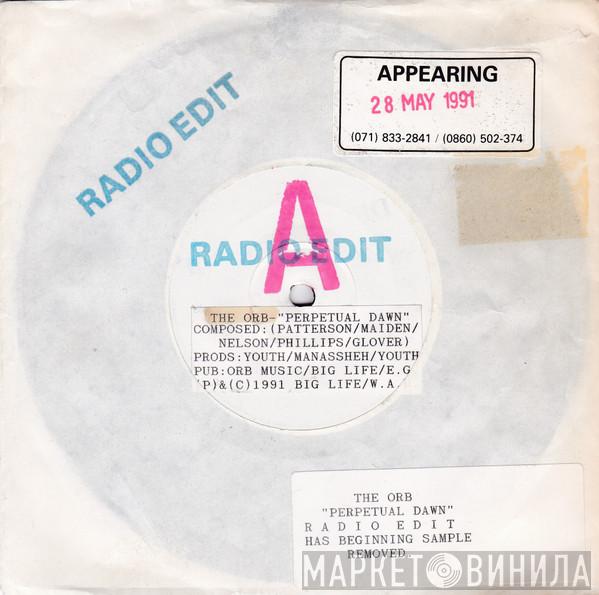 RADIO EDIT
APPEARING
28 MAY 1991
(071) 833-2841 / (0860) 502-374
A
RADIO EDIT
THE ORB-"PERPETUAL DAWN"
COMPOSED:(PATTERSON/MAIDEN/
NELSON/PHILLIPS/GLOVER)
PRODS:YOUTH/MANASSHEH/YOUTH
PUB:ORB MUSIC/BIG LIFE/E.G
P)&(C)1991 BIG LIFE/W.A.
THE ORB
"PERPETUAL DAWN"
RADIO EDIT
HAS BEGINNING SAMPLE
REMOVED.
МАРКЕТ ВИНИЛА